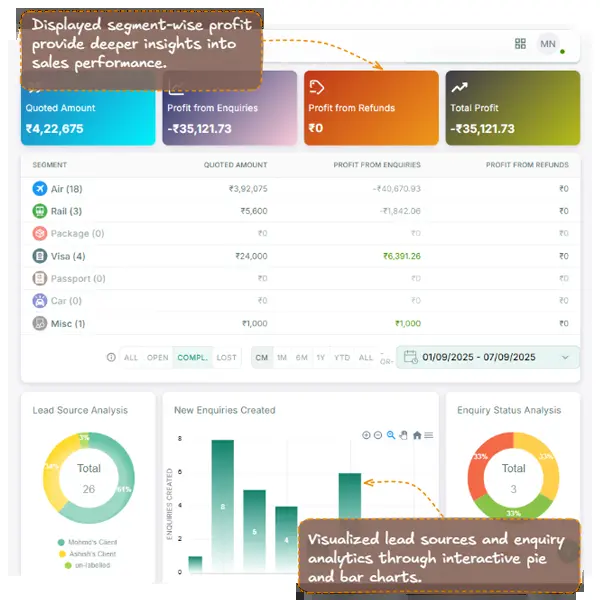 Displayed segment-wise profit
provide deeper insights into
sales performance.
MN
Quoted Amount
₹4,22,675
Profit from Enquiries
-₹35,121.73
Profit from Refunds
₹0
Total Profit
-₹35,121.73
SEGMENT QUOTED AMOUNT PROFIT FROM ENQUIRIES PROFIT FROM REFUNDS
Air (18) ₹3,92,075 -₹40,670.93 ₹0
Rail (3) ₹5,600 -₹1,842.06 ₹0
Package (0) ₹0 ₹0 ₹0
Visa (4) ₹24,000 ₹6,391.26 ₹0
Passport (0) ₹0 ₹0 ₹0
Car (0) ₹0 ₹0 ₹0
Misc (1) ₹1,000 ₹1,000 ₹0
ALL OPEN COMPL. LOST CM 1M 6M 1Y YTD ALL -OR- 01/09/2025 - 07/09/2025
Lead Source Analysis
3%
61%
Total
26
Mohmd's Client
Ashish's Client
un-labelled
New Enquiries Created
ENQUIRIES CREATED
8
6
4
2
0
8
5
4
Enquiry Status Analysis
33%
33%
33%
Total
3
Visualized lead sources and enquiry
analytics through interactive pie
and bar charts.